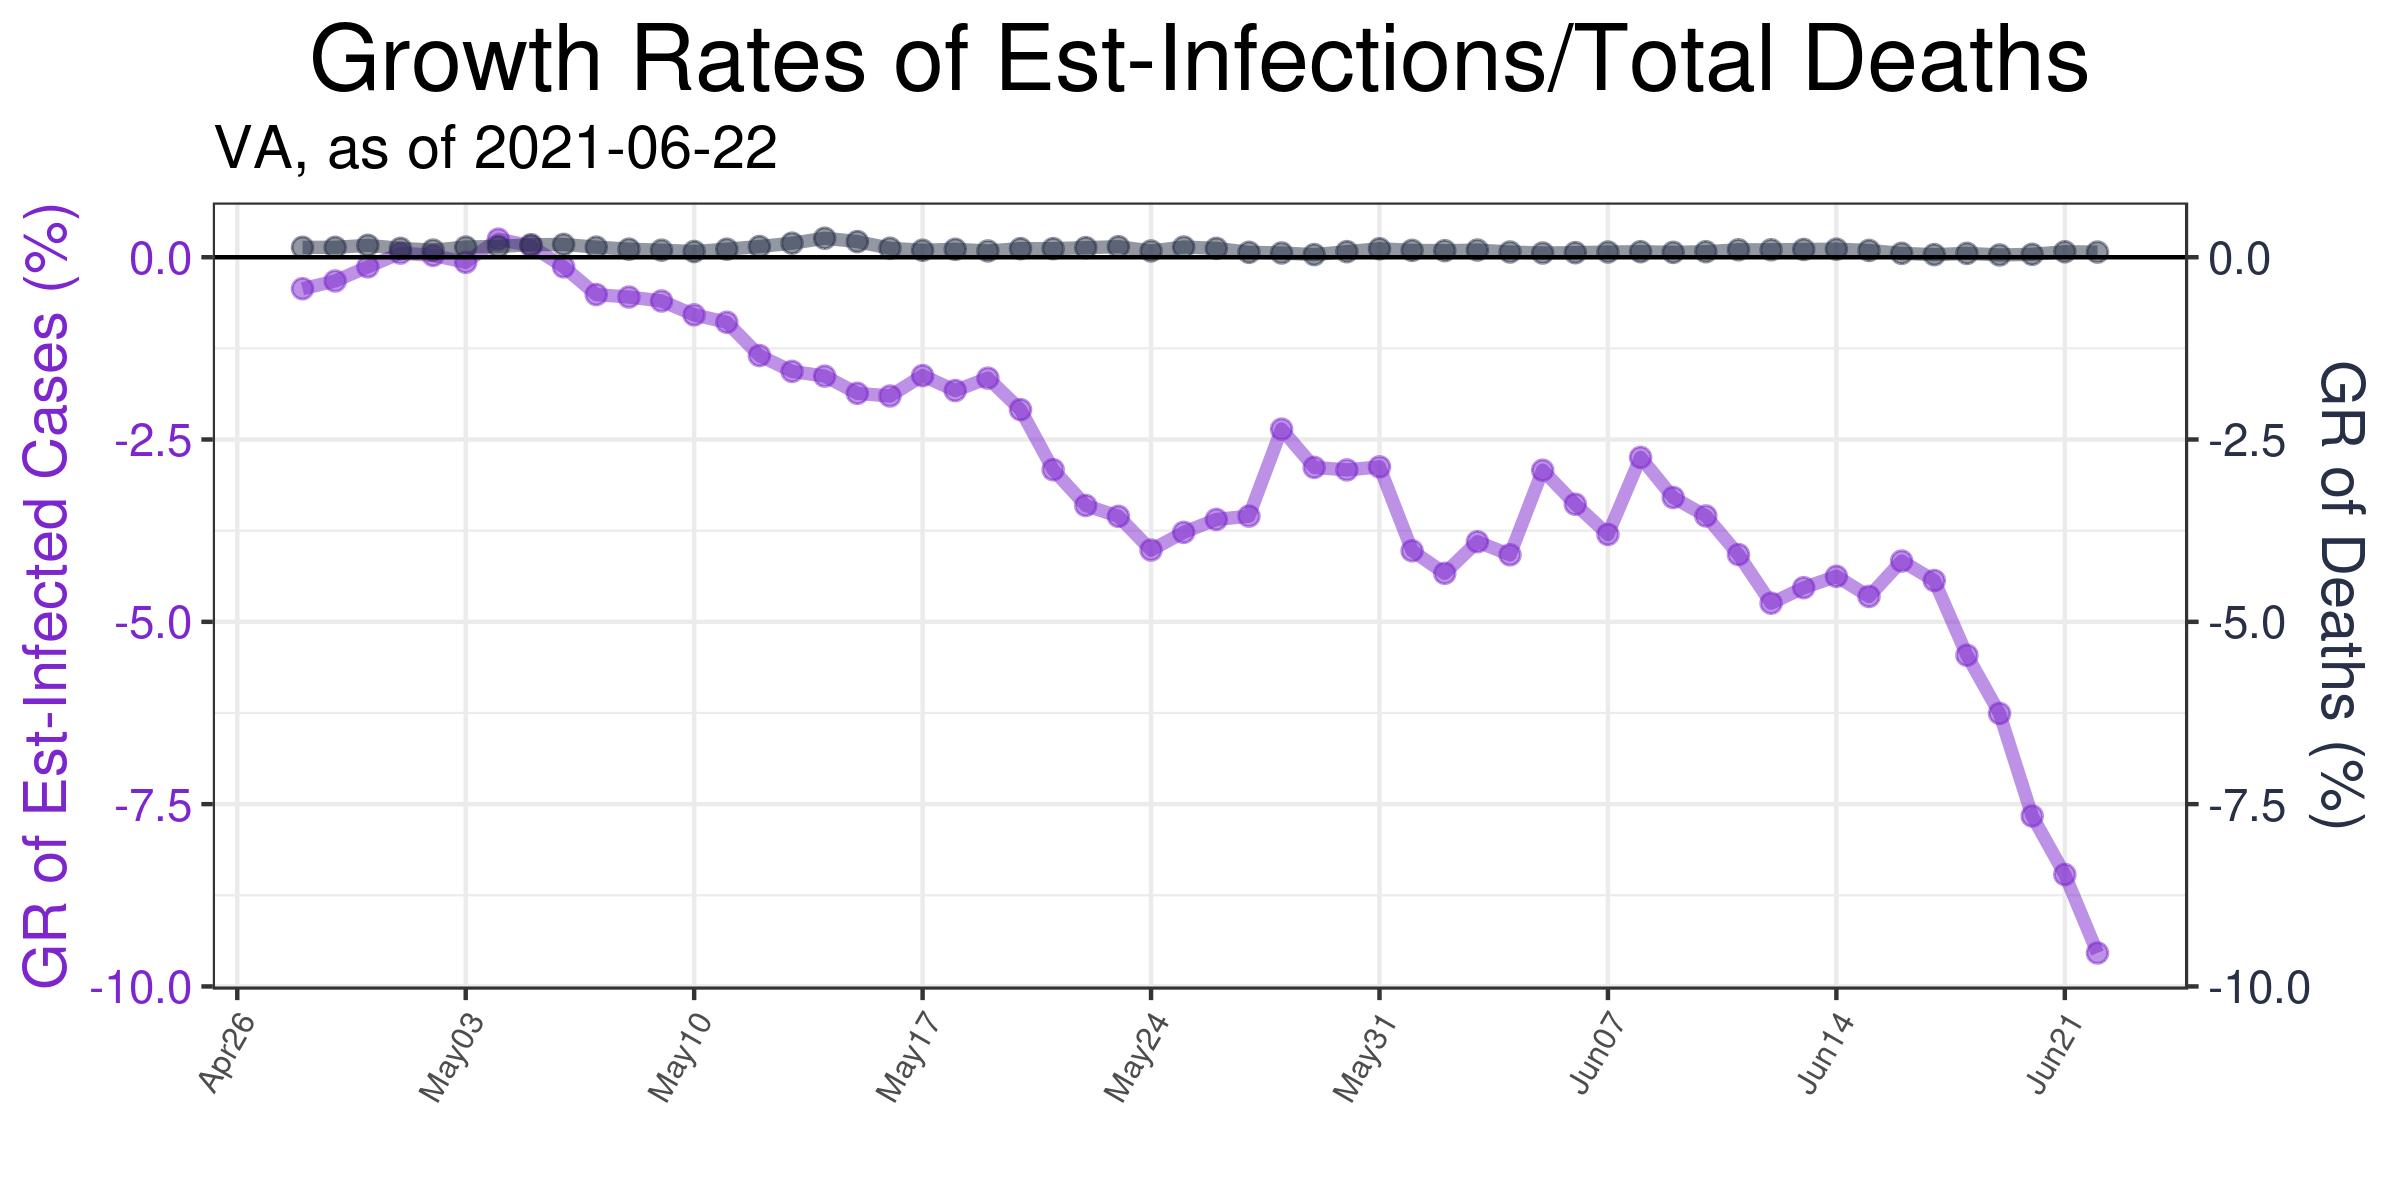 Growth Rates of Est-Infections/Total Deaths
VA, as of 2021-06-22
GR of Est-Infected Cases (%)
0.0
-2.5
-5.0
-7.5
-10.0
0.0
-2.5
-5.0
-7.5
-10.0
GR of Deaths (%)
Apr26
May03
May10
May17
May24
May31
Jun07
Jun14
Jun21